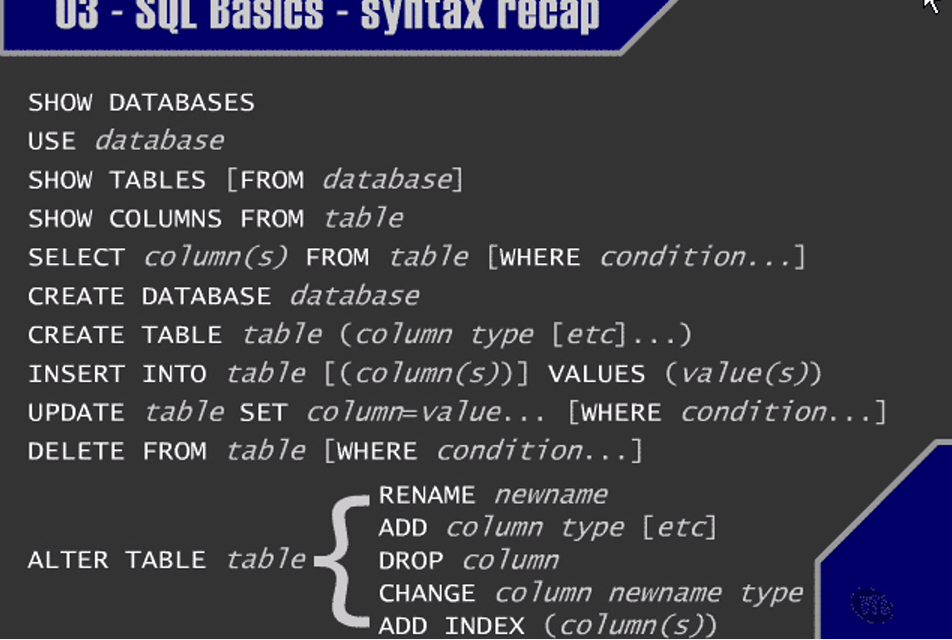 03 - SQL Basics - syntax recap
SHOW DATABASES
USE database
SHOW TABLES [FROM database]
SHOW COLUMNS FROM table
SELECT column(s) FROM table [WHERE condition...]
CREATE DATABASE database
CREATE TABLE table (column type [etc]...)
INSERT INTO table [(column(s))] VALUES (value(s))
UPDATE table SET column=value... [WHERE condition...]
DELETE FROM table [WHERE condition...]
RENAME newname
ADD column type [etc]
ALTER TABLE table DROP column
CHANGE column newname type
ADD INDEX (column(s))